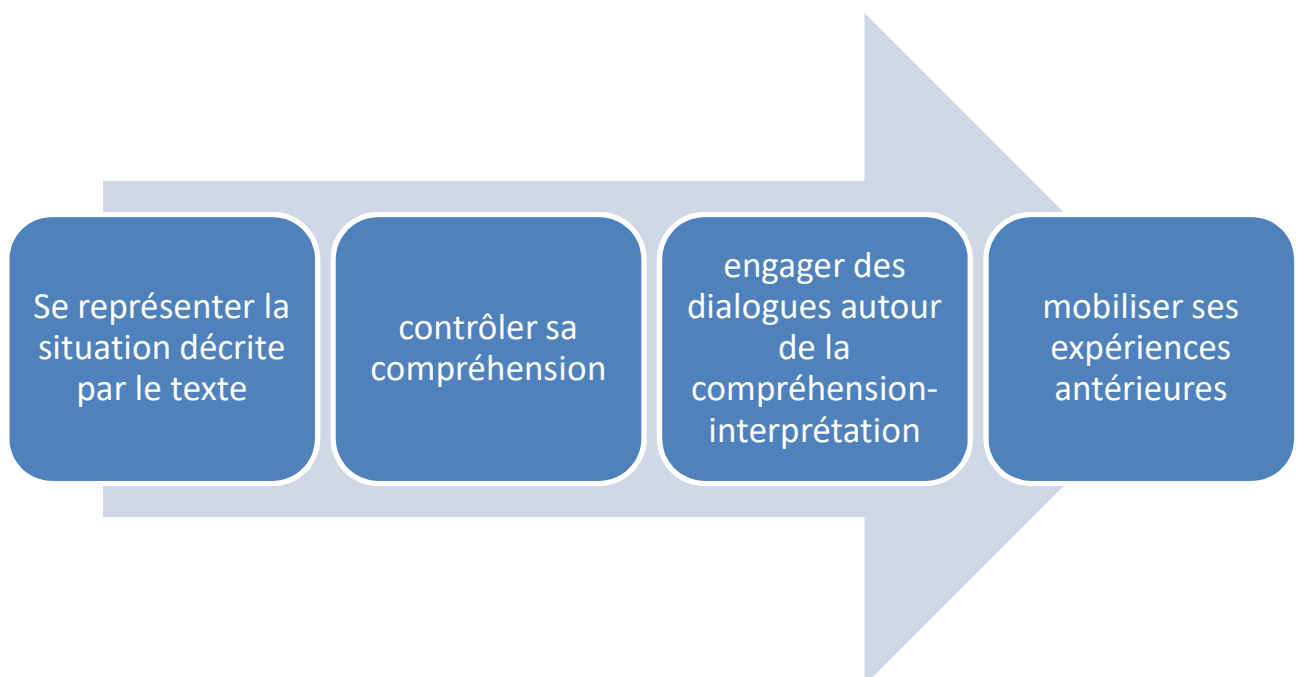 Se représenter la
situation décrite
par le texte
contrôler sa
compréhension
engager des
dialogues autour
de la
compréhension-
interprétation
mobiliser ses
expériences
antérieures